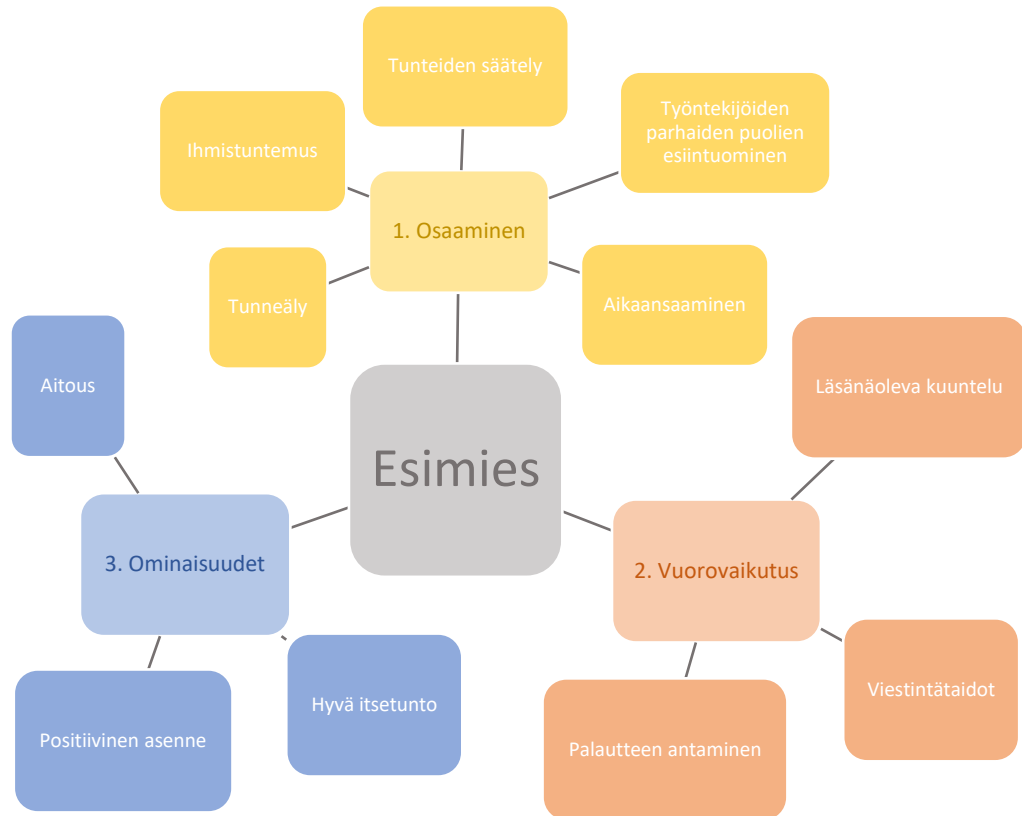 Tunteiden säätely
Työntekijöiden
parhaiden puolien
esiintuominen
Ihmistuntemus
1. Osaaminen
Tunneäly
Aikaansaaminen
Aitous
Läsänäoleva kuuntelu
Esimies
3. Ominaisuudet
2. Vuorovaikutus
Hyvä itsetunto
Viestintätaidot
Positiivinen asenne
Palautteen antaminen